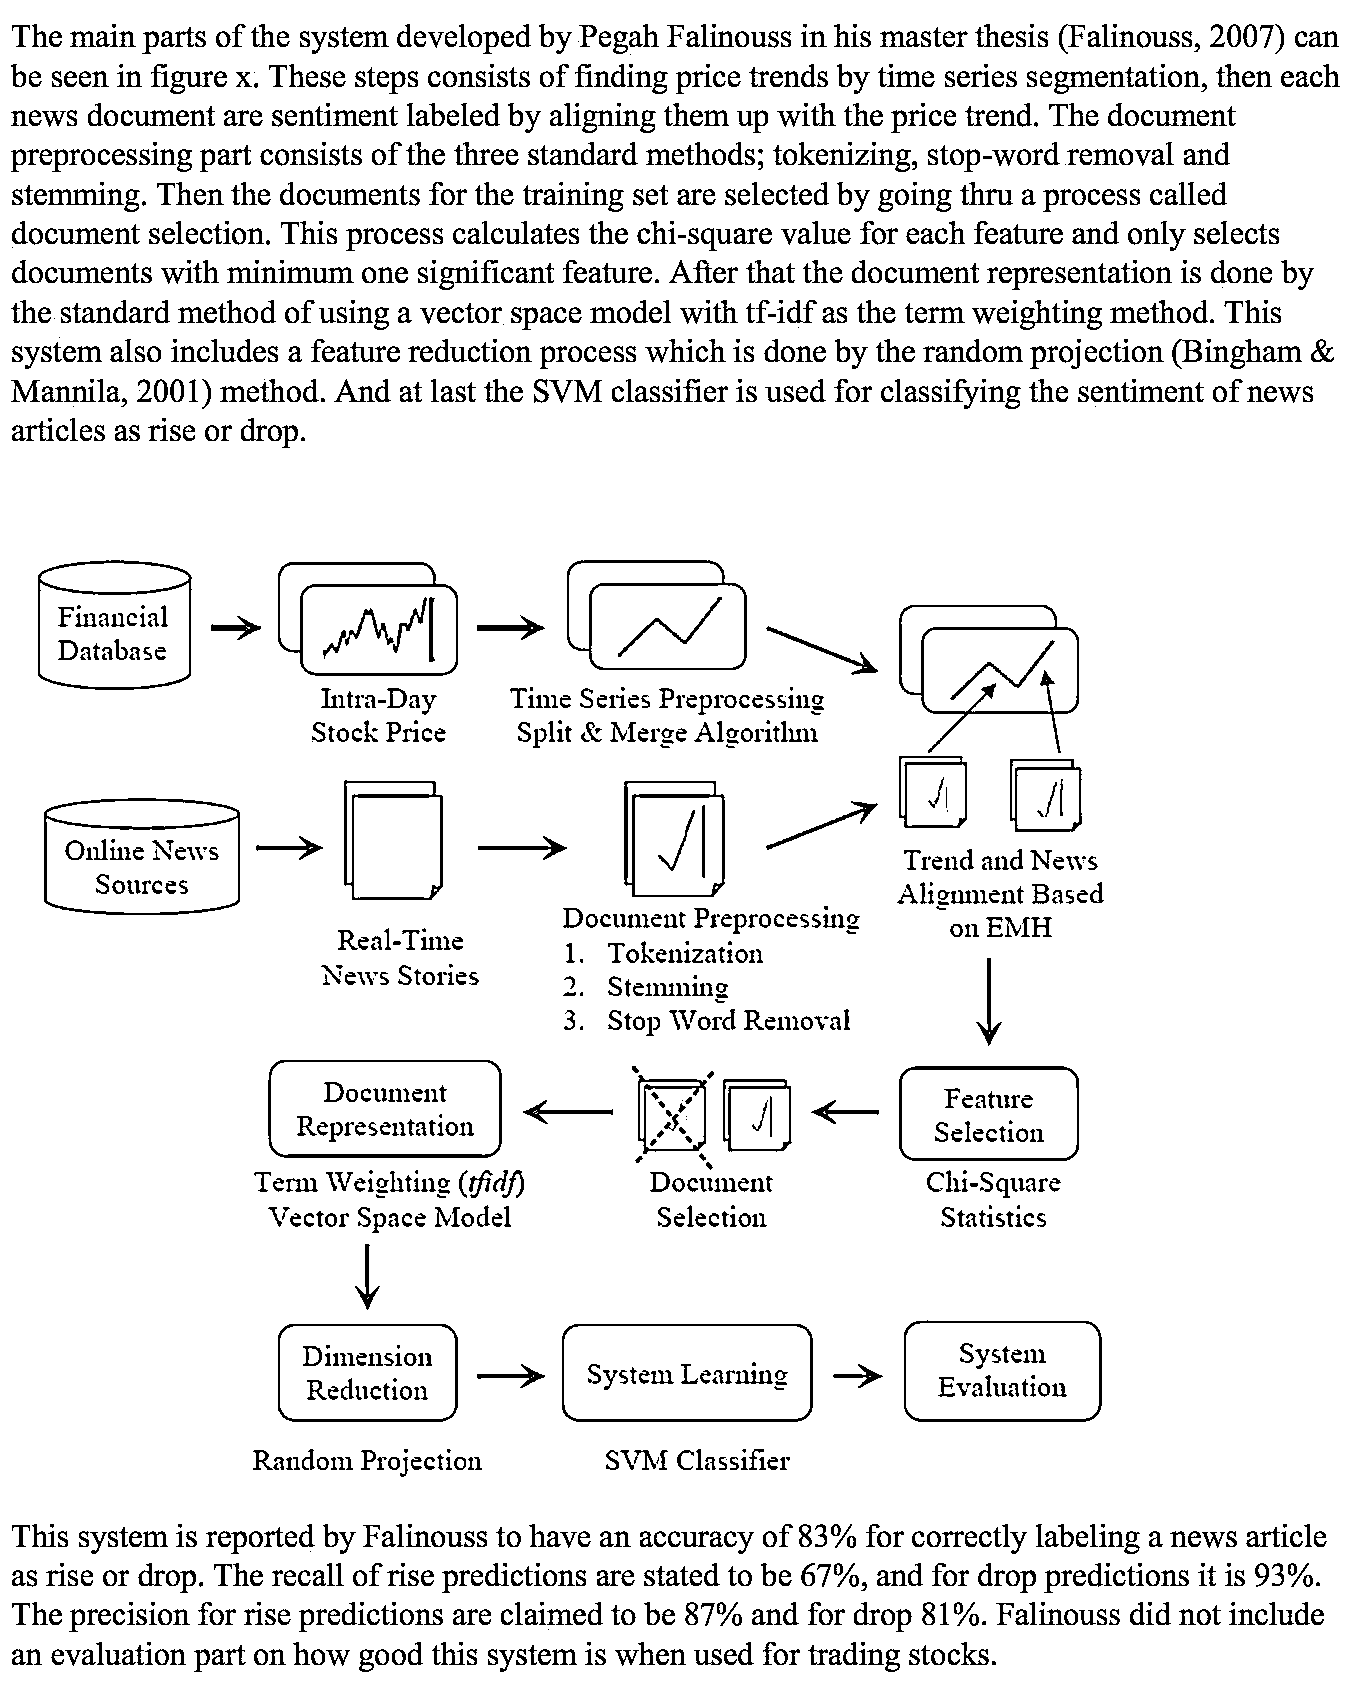 The main parts of the system developed by Pegah Falinouss in his master thesis (Falinouss, 2007) can
be seen in figure x. These steps consists of finding price trends by time series segmentation, then each
news document are sentiment labeled by aligning them up with the price trend. The document
preprocessing part consists of the three standard methods; tokenizing, stop-word removal and
stemming. Then the documents for the training set are selected by going thru a process called
document selection. This process calculates the chi-square value for each feature and only selects
documents with minimum one significant feature. After that the document representation is done by
the standard method of using a vector space model with tf-idf as the term weighting method. This
system also includes a feature reduction process which is done by the random projection (Bingham &
Mannila, 2001) method. And at last the SVM classifier is used for classifying the sentiment of news
articles as rise or drop.
Financial
Database
Intra-Day
Stock Price
Time Series Preprocessing
Split & Merge Algorithm
Online News
Sources
Real-Time
News Stories
Document Preprocessing
1. Tokenization
2. Stemming
3. Stop Word Removal
Trend and News
Alignment Based
on EMH
Feature
Selection
Chi-Square
Statistics
Document
Selection
Document
Representation
Term Weighting (tfidf)
Vector Space Model
Dimension
Reduction
Random Projection
System Learning
SVM Classifier
System
Evaluation
This system is reported by Falinouss to have an accuracy of 83% for correctly labeling a news article
as rise or drop. The recall of rise predictions are stated to be 67%, and for drop predictions it is 93%.
The precision for rise predictions are claimed to be 87% and for drop 81%. Falinouss did not include
an evaluation part on how good this system is when used for trading stocks.